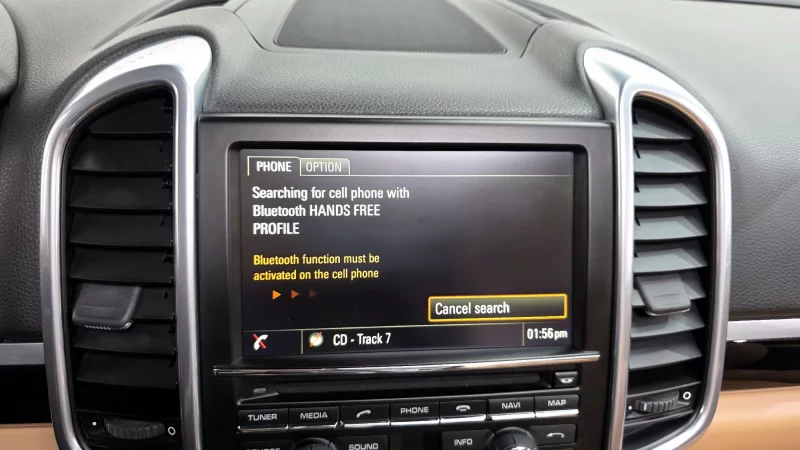 PHONE OPTION
Searching for cell phone with
Bluetooth HANDS FREE
PROFILE
Bluetooth function must be
activated on the cell phone
Cancel search
CD - Track 7
01:56pm
TUNER MEDIA PHONE NAVI MAP
SOUND INFO